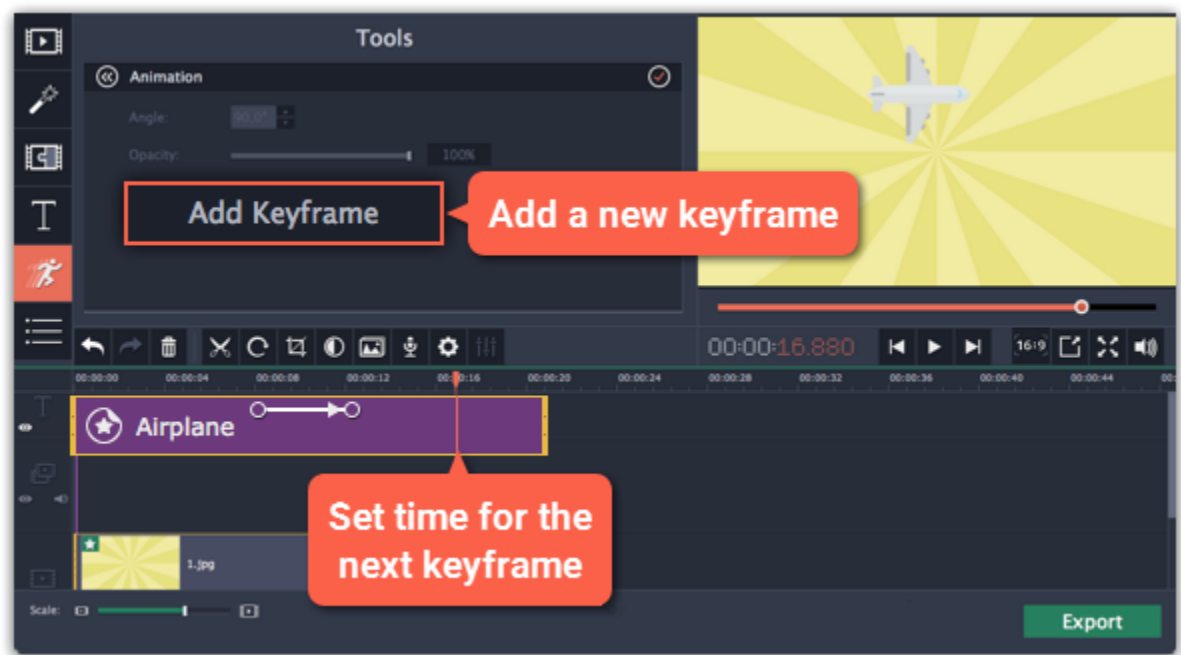 Tools
Animation
Angle:
90,0°
Opacity:
100%
Add Keyframe
Add a new keyframe
T
00:00:16.880
16:9
00:00:00 00:00:04 00:00:08 00:00:12 00:00:16 00:00:20 00:00:24 00:00:28 00:00:32 00:00:36 00:00:40 00:00:44 00:
T
Airplane
Set time for the
next keyframe
1.jpg
Scale:
Export